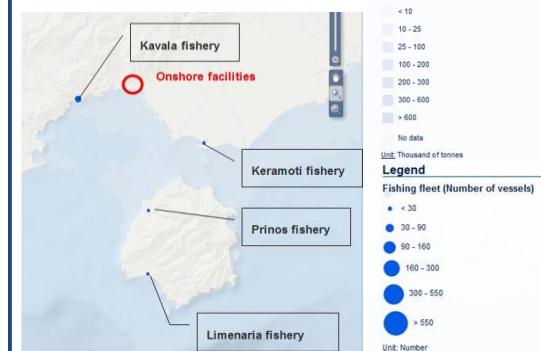 Kavala fishery
Onshore facilities
Keramoti fishery
Prinos fishery
Limenaria fishery
< 10
10 - 25
25 - 100
100 - 200
200 - 300
300 - 600
> 600
No data
Unit: Thousand of tonnes
Legend
Fishing fleet (Number of vessels)
< 30
30 - 90
90 - 160
160 - 300
300 - 550
> 550
Unit: Number